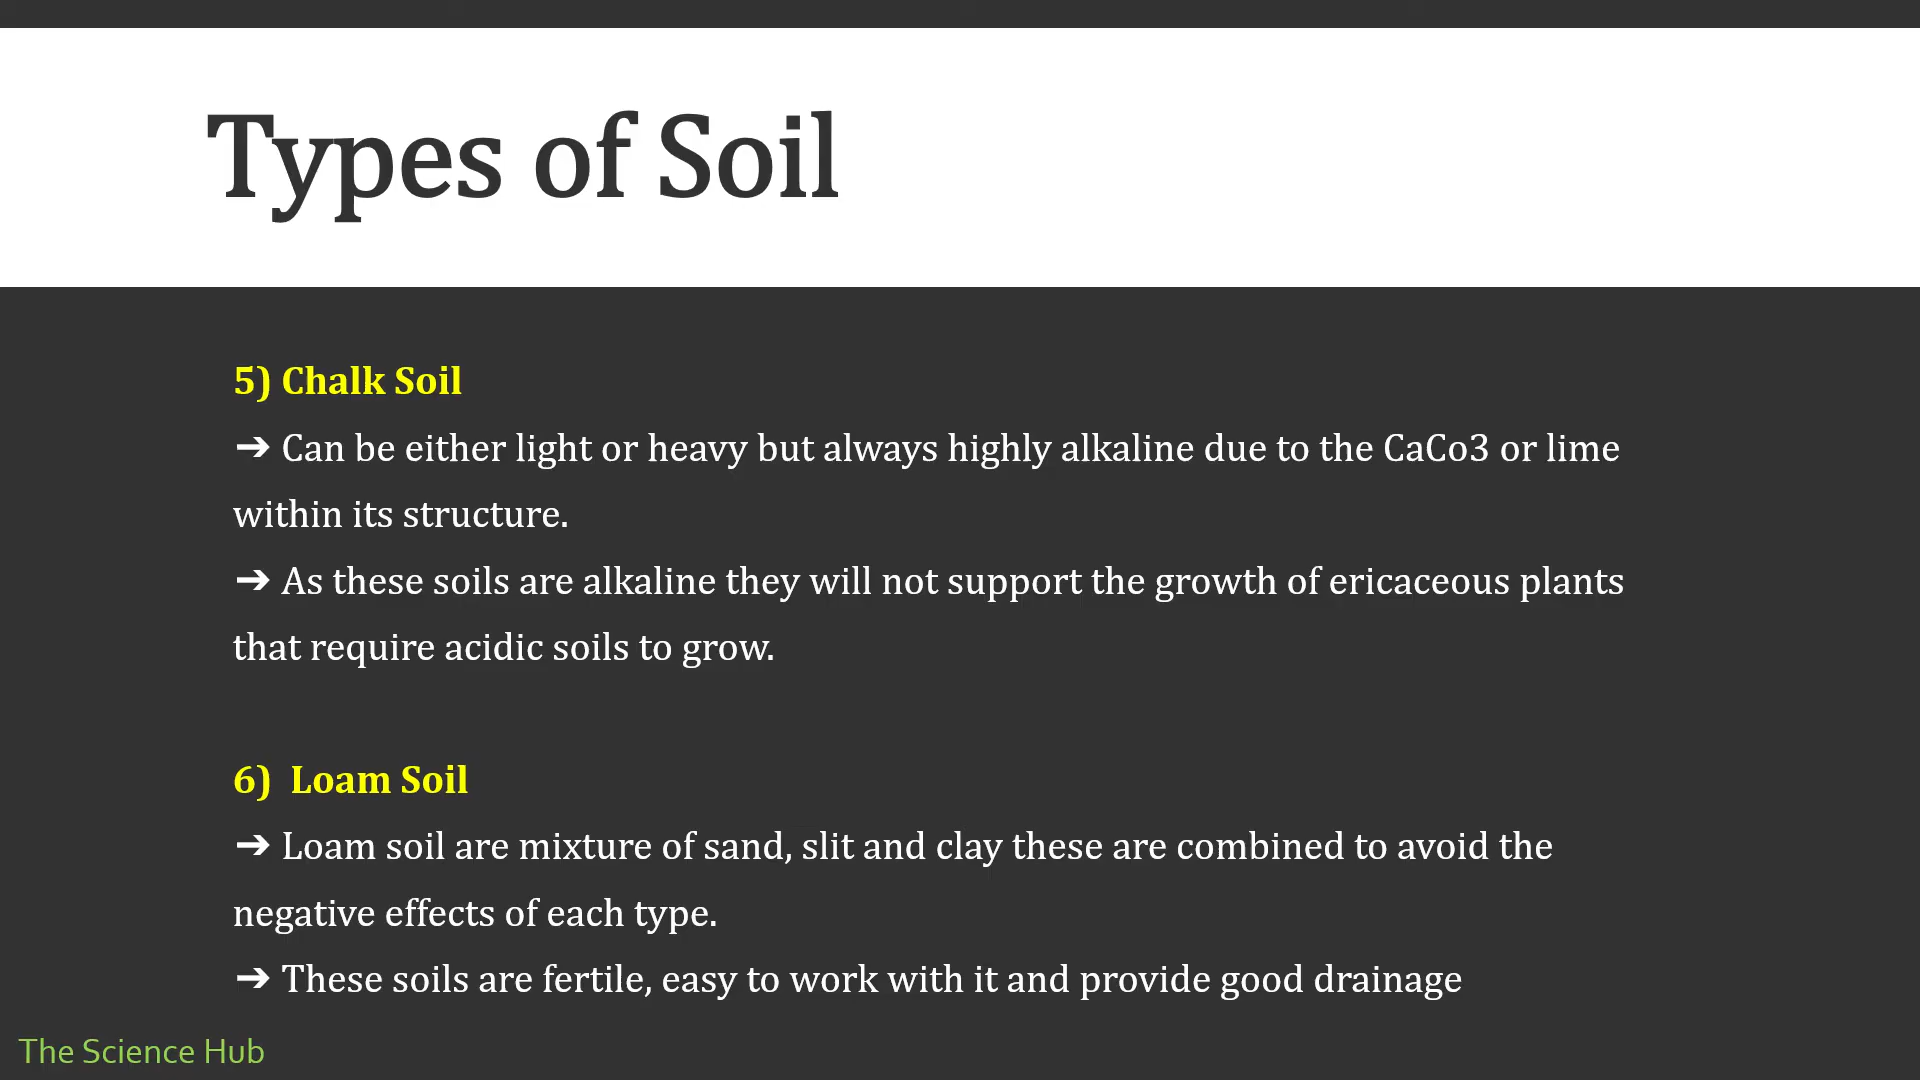 Types of Soil
5) Chalk Soil
➔ Can be either light or heavy but always highly alkaline due to the CaCo3 or lime
within its structure.
➔ As these soils are alkaline they will not support the growth of ericaceous plants
that require acidic soils to grow.
6) Loam Soil
➔ Loam soil are mixture of sand, slit and clay these are combined to avoid the
negative effects of each type.
➔ These soils are fertile, easy to work with it and provide good drainage
The Science Hub